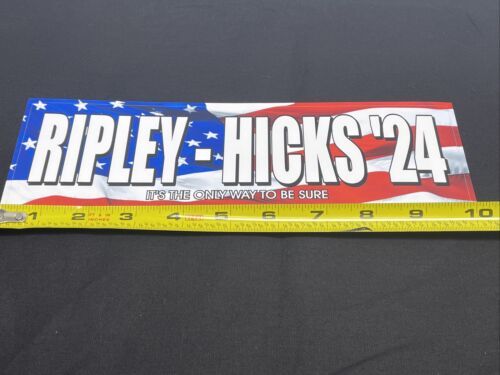 RIPLEY - HICKS '24
IT'S THE ONLY WAY TO BE SURE
1 2 3 4 5 6 7 8 9 10